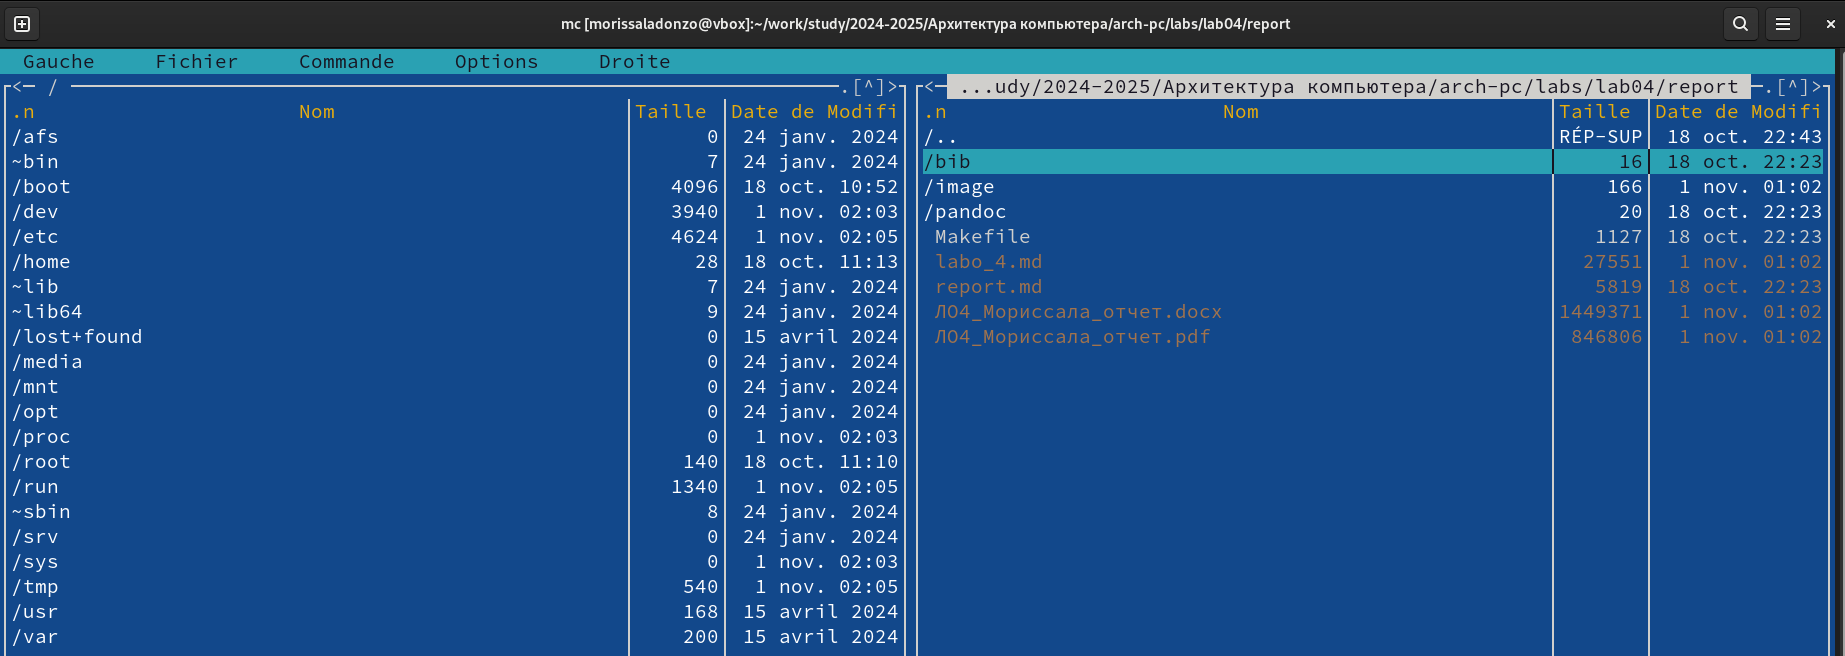 mc [morissaladonzo@vbox]:~/work/study/2024-2025/Архитектура компьютера/arch-pc/labs/lab04/report
Gauche Fichier Commande Options Droite
<─ / .[^]>
.n Nom Taille Date de Modifi
/afs 0 24 janv. 2024
~bin 7 24 janv. 2024
/boot 4096 18 oct. 10:52
/dev 3940 1 nov. 02:03
/etc 4624 1 nov. 02:05
/home 28 18 oct. 11:13
~lib 7 24 janv. 2024
~lib64 9 24 janv. 2024
/lost+found 0 15 avril 2024
/media 0 24 janv. 2024
/mnt 0 24 janv. 2024
/opt 0 24 janv. 2024
/proc 0 1 nov. 02:03
/root 140 18 oct. 11:10
/run 1340 1 nov. 02:05
~sbin 8 24 janv. 2024
/srv 0 24 janv. 2024
/sys 0 1 nov. 02:03
/tmp 540 1 nov. 02:05
/usr 168 15 avril 2024
/var 200 15 avril 2024
<─ ...udy/2024-2025/Архитектура компьютера/arch-pc/labs/lab04/report .[^]>
.n Nom Taille Date de Modifi
/.. RÉP-SUP 18 oct. 22:43
/bib 16 18 oct. 22:23
/image 166 1 nov. 01:02
/pandoc 20 18 oct. 22:23
Makefile 1127 18 oct. 22:23
labo_4.md 27551 1 nov. 01:02
report.md 5819 18 oct. 22:23
ЛО4_Мориссала_отчет.docx 1449371 1 nov. 01:02
ЛО4_Мориссала_отчет.pdf 846806 1 nov. 01:02